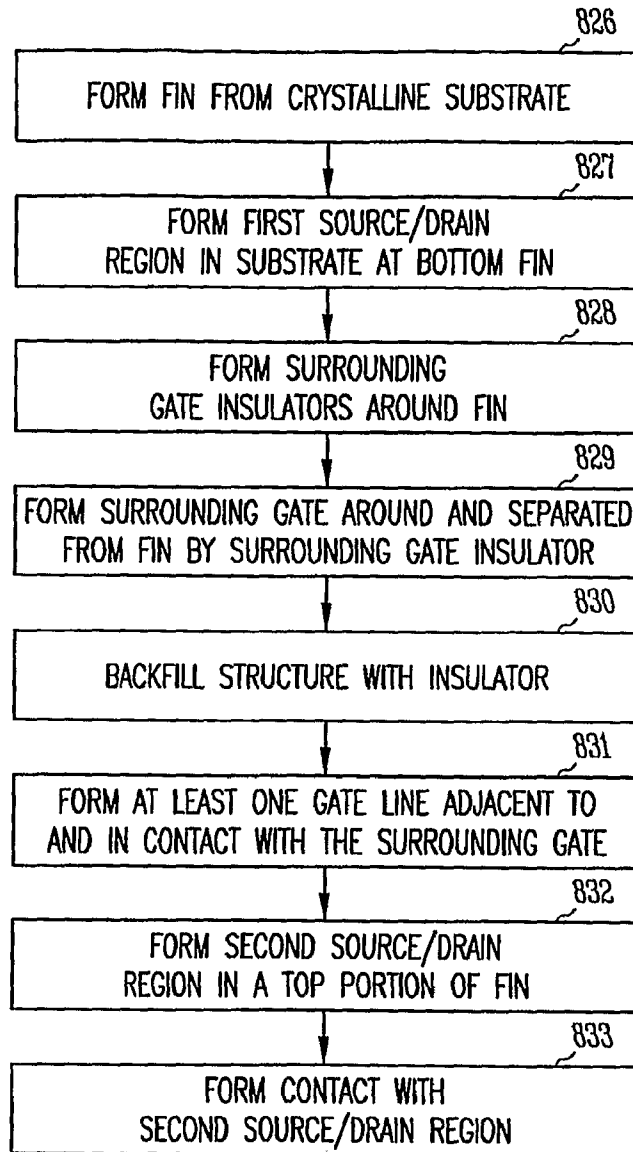 826
FORM FIN FROM CRYSTALLINE SUBSTRATE
827
FORM FIRST SOURCE/DRAIN
REGION IN SUBSTRATE AT BOTTOM FIN
828
FORM SURROUNDING
GATE INSULATORS AROUND FIN
829
FORM SURROUNDING GATE AROUND AND SEPARATED
FROM FIN BY SURROUNDING GATE INSULATOR
830
BACKFILL STRUCTURE WITH INSULATOR
831
FORM AT LEAST ONE GATE LINE ADJACENT TO
AND IN CONTACT WITH THE SURROUNDING GATE
832
FORM SECOND SOURCE/DRAIN
REGION IN A TOP PORTION OF FIN
833
FORM CONTACT WITH
SECOND SOURCE/DRAIN REGION